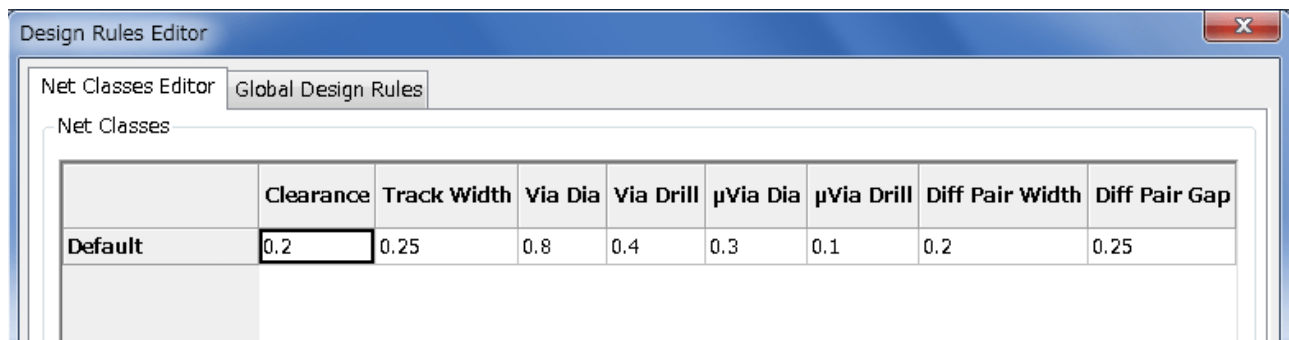 Design Rules Editor
Net Classes Editor Global Design Rules
Net Classes
Clearance Track Width Via Dia Via Drill µVia Dia µVia Drill Diff Pair Width Diff Pair Gap
Default 0.2 0.25 0.8 0.4 0.3 0.1 0.2 0.25